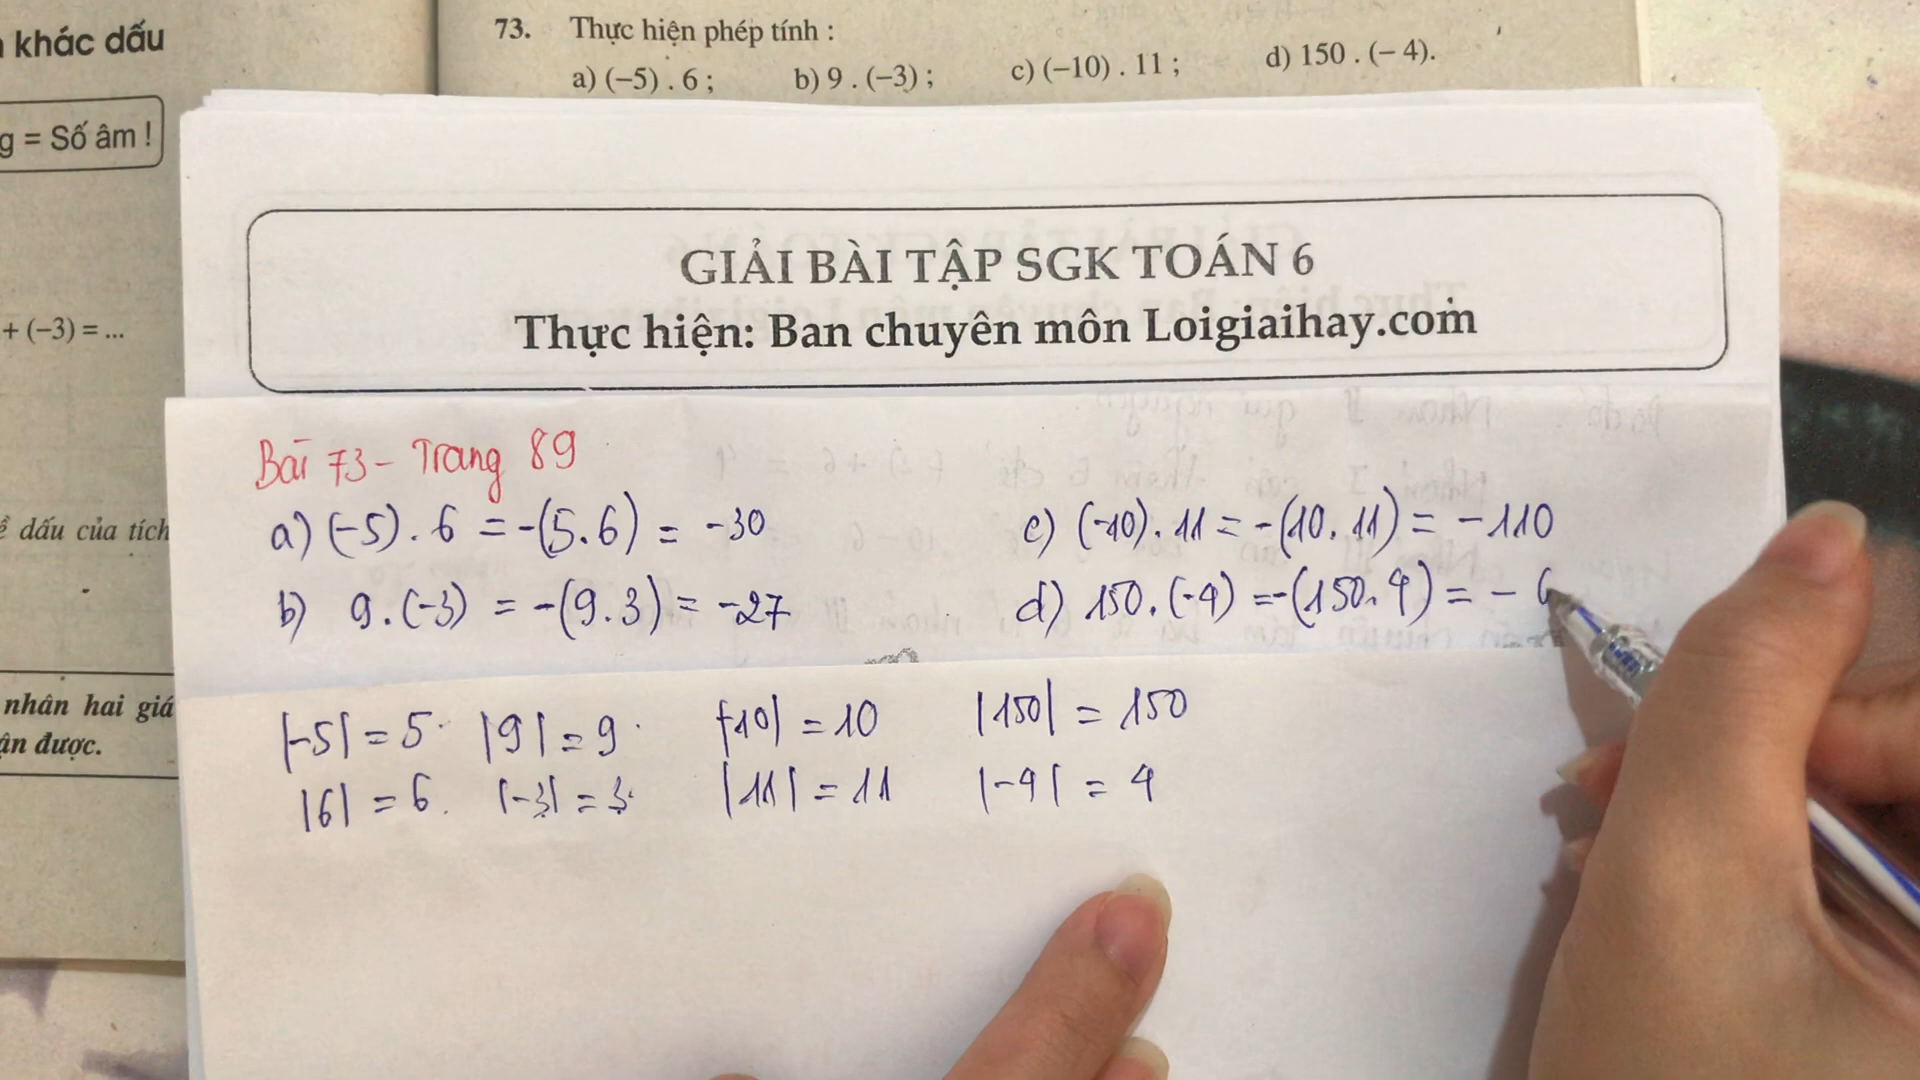 khác dấu
g = Số âm !
+ (−3) = ...
ề dấu của tích
nhân hai giá
ận được.
73. Thực hiện phép tính :
a) (−5) . 6 ; b) 9 . (−3) ; c) (−10) . 11 ; d) 150 . (− 4).
GIẢI BÀI TẬP SGK TOÁN 6
Thực hiện: Ban chuyên môn Loigiaihay.com
Bài 73 - Trang 89
a) (-5) . 6 = -(5.6) = -30
b) 9 . (-3) = -(9.3) = -27
c) (-10) . 11 = -(10.11) = -110
d) 150 . (-4) = -(150.4) = - 6
|-5| = 5 |9| = 9 |-10| = 10 |150| = 150
|6| = 6 |-3| = 3 |11| = 11 |-4| = 4